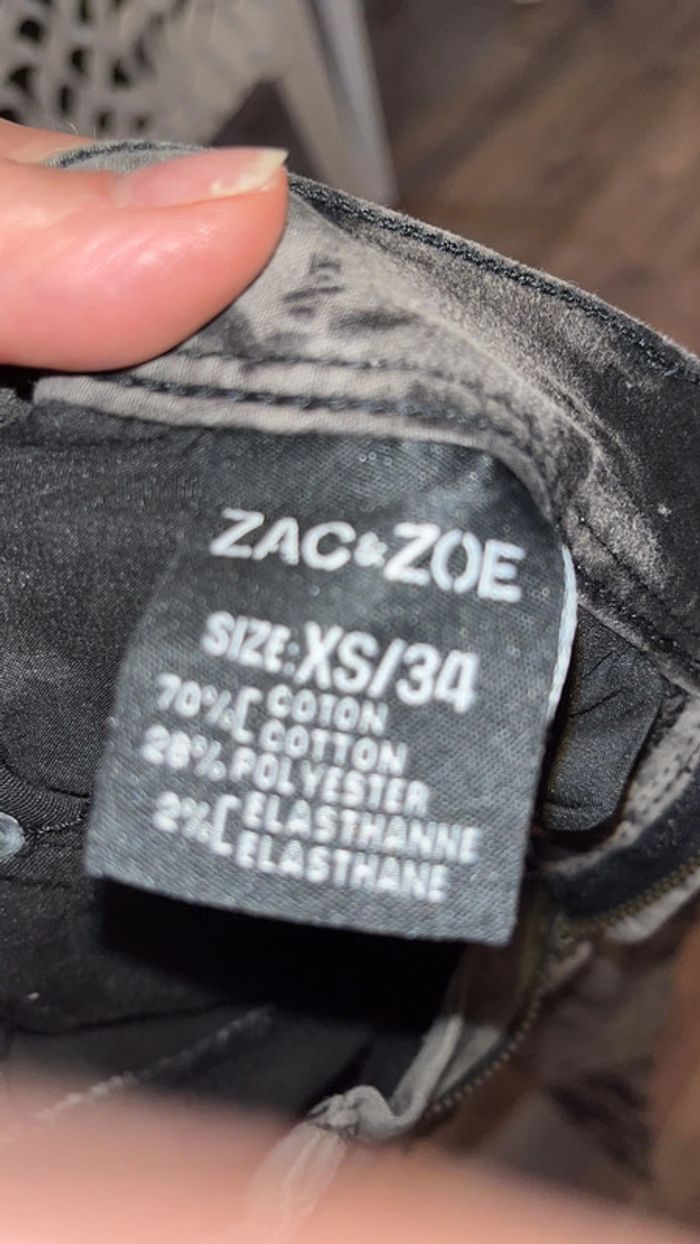 ZAC&ZOE
SIZE:XS/34
70% [ COTON
COTTON
28% POLYESTER
2% [ ELASTHANNE
ELASTHANE